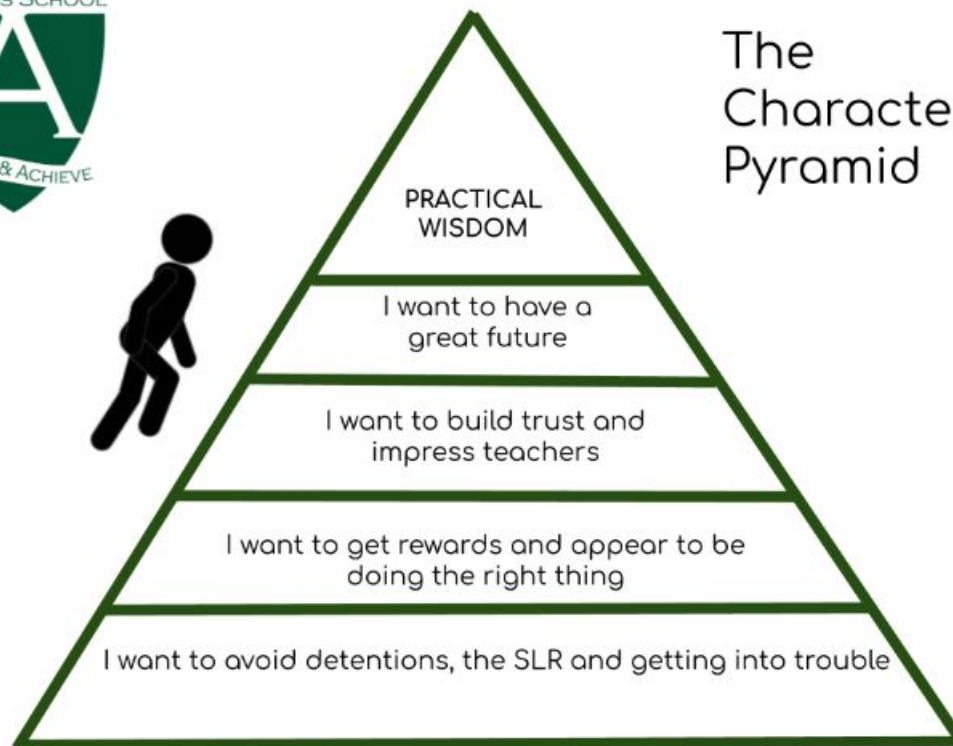 SCHOOL
A
& ACHIEVE
The
Characte
Pyramid
PRACTICAL
WISDOM
I want to have a
great future
I want to build trust and
impress teachers
I want to get rewards and appear to be
doing the right thing
I want to avoid detentions, the SLR and getting into trouble